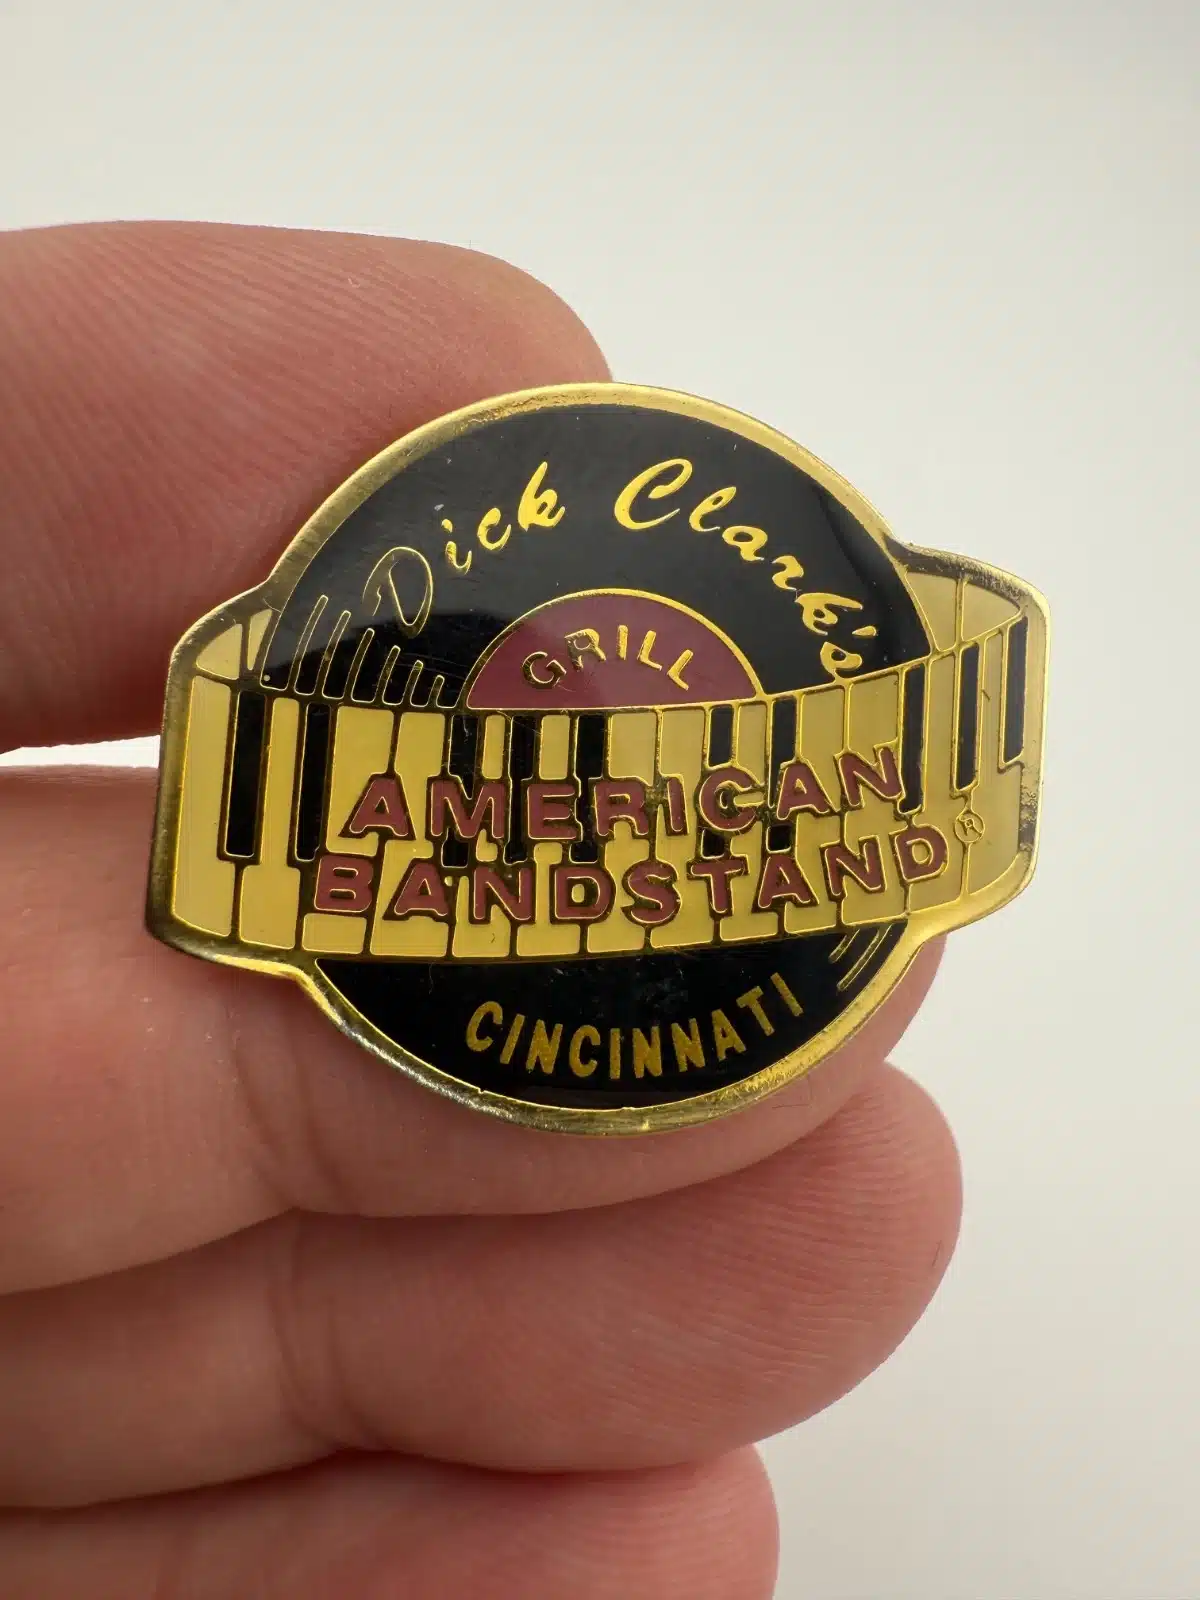 Dick Clark's
GRILL
AMERICAN
BANDSTAND®
CINCINNATI